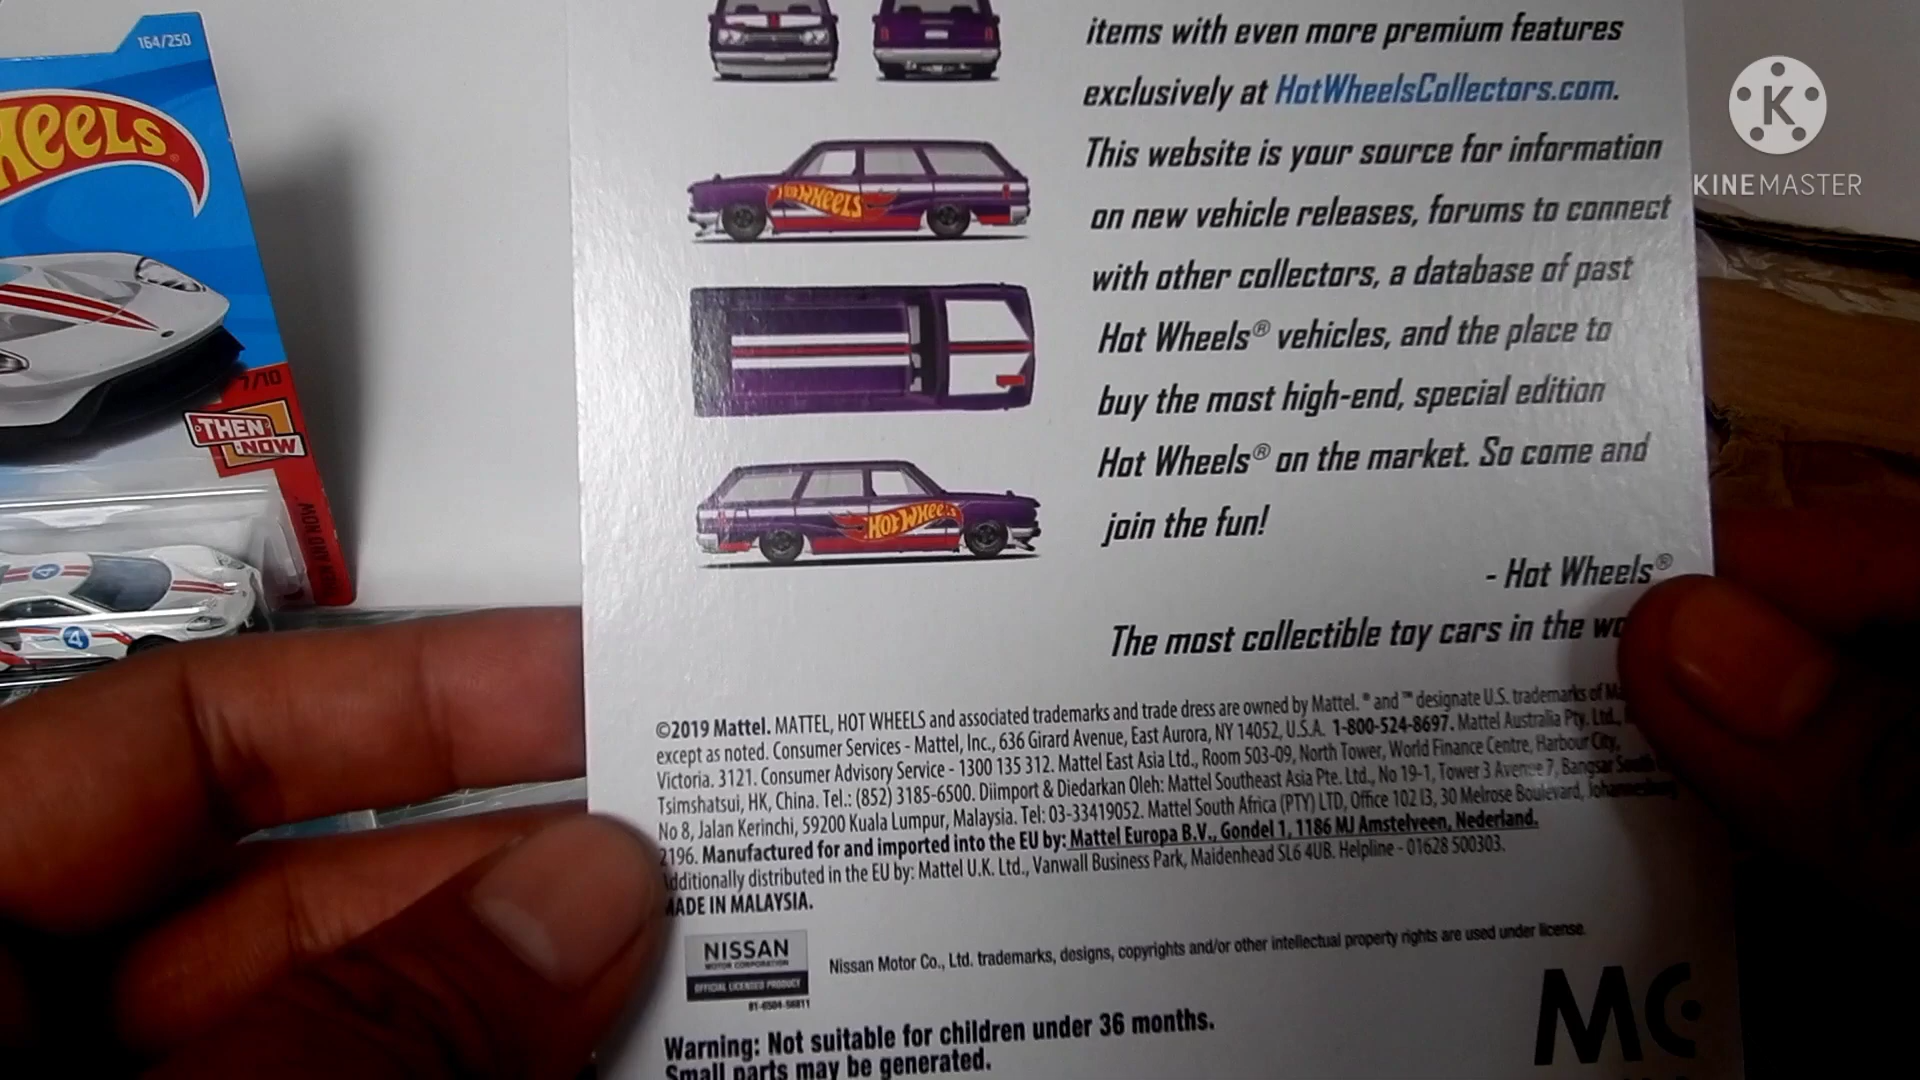 164/250
HEELS
7/10
THEN
NOW
4
4
items with even more premium features
exclusively at HotWheelsCollectors.com.
This website is your source for information
on new vehicle releases, forums to connect
with other collectors, a database of past
Hot Wheels® vehicles, and the place to
buy the most high-end, special edition
Hot Wheels® on the market. So come and
join the fun!
- Hot Wheels®
The most collectible toy cars in the
HOT WHEELS
HOT WHEELS
©2019 Mattel. MATTEL, HOT WHEELS and associated trademarks and trade dress are owned by Mattel. ® and ™ designate U.S. trademarks of
except as noted. Consumer Services - Mattel, Inc., 636 Girard Avenue, East Aurora, NY 14052, U.S.A. 1-800-524-8697. Mattel Australia Pty. Ltd.,
Victoria. 3121. Consumer Advisory Service - 1300 135 312. Mattel East Asia Ltd., Room 503-09, North Tower, World Finance Centre, Harbour City,
Tsimshatsui, HK, China. Tel.: (852) 3185-6500. Diimport & Diedarkan Oleh: Mattel Southeast Asia Pte. Ltd., No 19-1, Tower 3 Avenue 7, Bangsar South
No 8, Jalan Kerinchi, 59200 Kuala Lumpur, Malaysia. Tel: 03-33419052. Mattel South Africa (PTY) LTD, Office 102 I3, 30 Melrose Boulevard, Johannesburg
2196. Manufactured for and imported into the EU by: Mattel Europa B.V., Gondel 1, 1186 MJ Amstelveen, Nederland.
Additionally distributed in the EU by: Mattel U.K. Ltd., Vanwall Business Park, Maidenhead SL6 4UB. Helpline - 01628 500303.
MADE IN MALAYSIA.
NISSAN
MOTOR CORPORATION
OFFICIAL LICENSED PRODUCT
Nissan Motor Co., Ltd. trademarks, designs, copyrights and/or other intellectual property rights are used under license.
Warning: Not suitable for children under 36 months.
Small parts may be generated.
MC
K
KINEMASTER